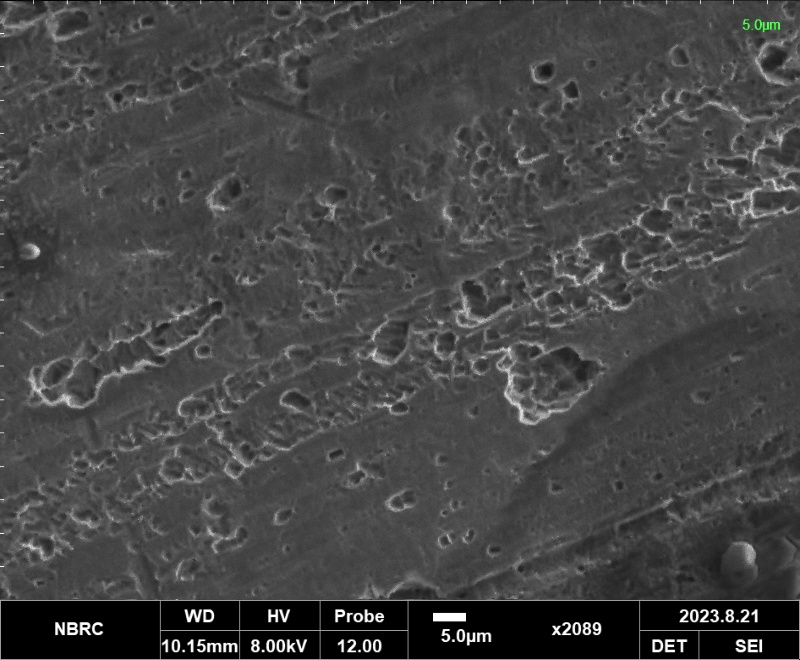 5.0μm
NBRC
WD
10.15mm
HV
8.00kV
Probe
12.00
5.0μm
x2089
2023.8.21
DET
SEI